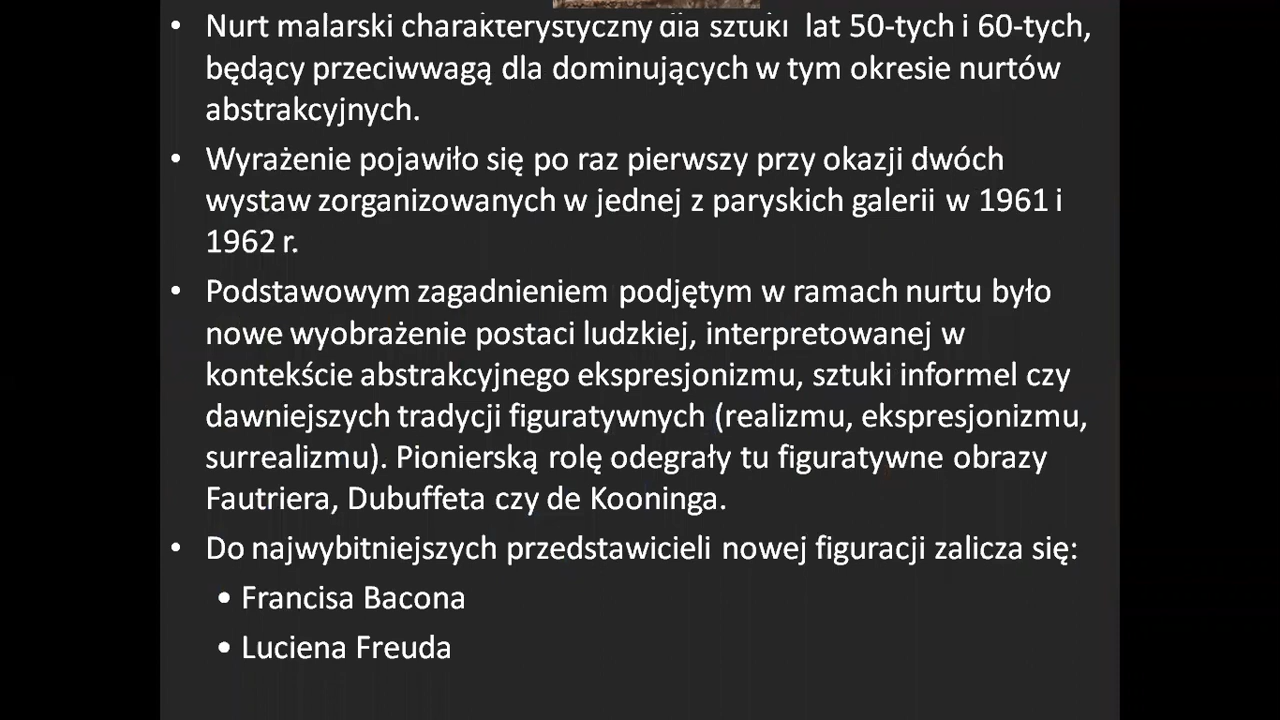 • Nurt malarski charakterystyczny dla sztuki lat 50-tych i 60-tych,
będący przeciwwagą dla dominujących w tym okresie nurtów
abstrakcyjnych.
• Wyrażenie pojawiło się po raz pierwszy przy okazji dwóch
wystaw zorganizowanych w jednej z paryskich galerii w 1961 i
1962 r.
• Podstawowym zagadnieniem podjętym w ramach nurtu było
nowe wyobrażenie postaci ludzkiej, interpretowanej w
kontekście abstrakcyjnego ekspresjonizmu, sztuki informel czy
dawniejszych tradycji figuratywnych (realizmu, ekspresjonizmu,
surrealizmu). Pionierską rolę odegrały tu figuratywne obrazy
Fautriera, Dubuffeta czy de Kooninga.
• Do najwybitniejszych przedstawicieli nowej figuracji zalicza się:
• Francisa Bacona
• Luciena Freuda